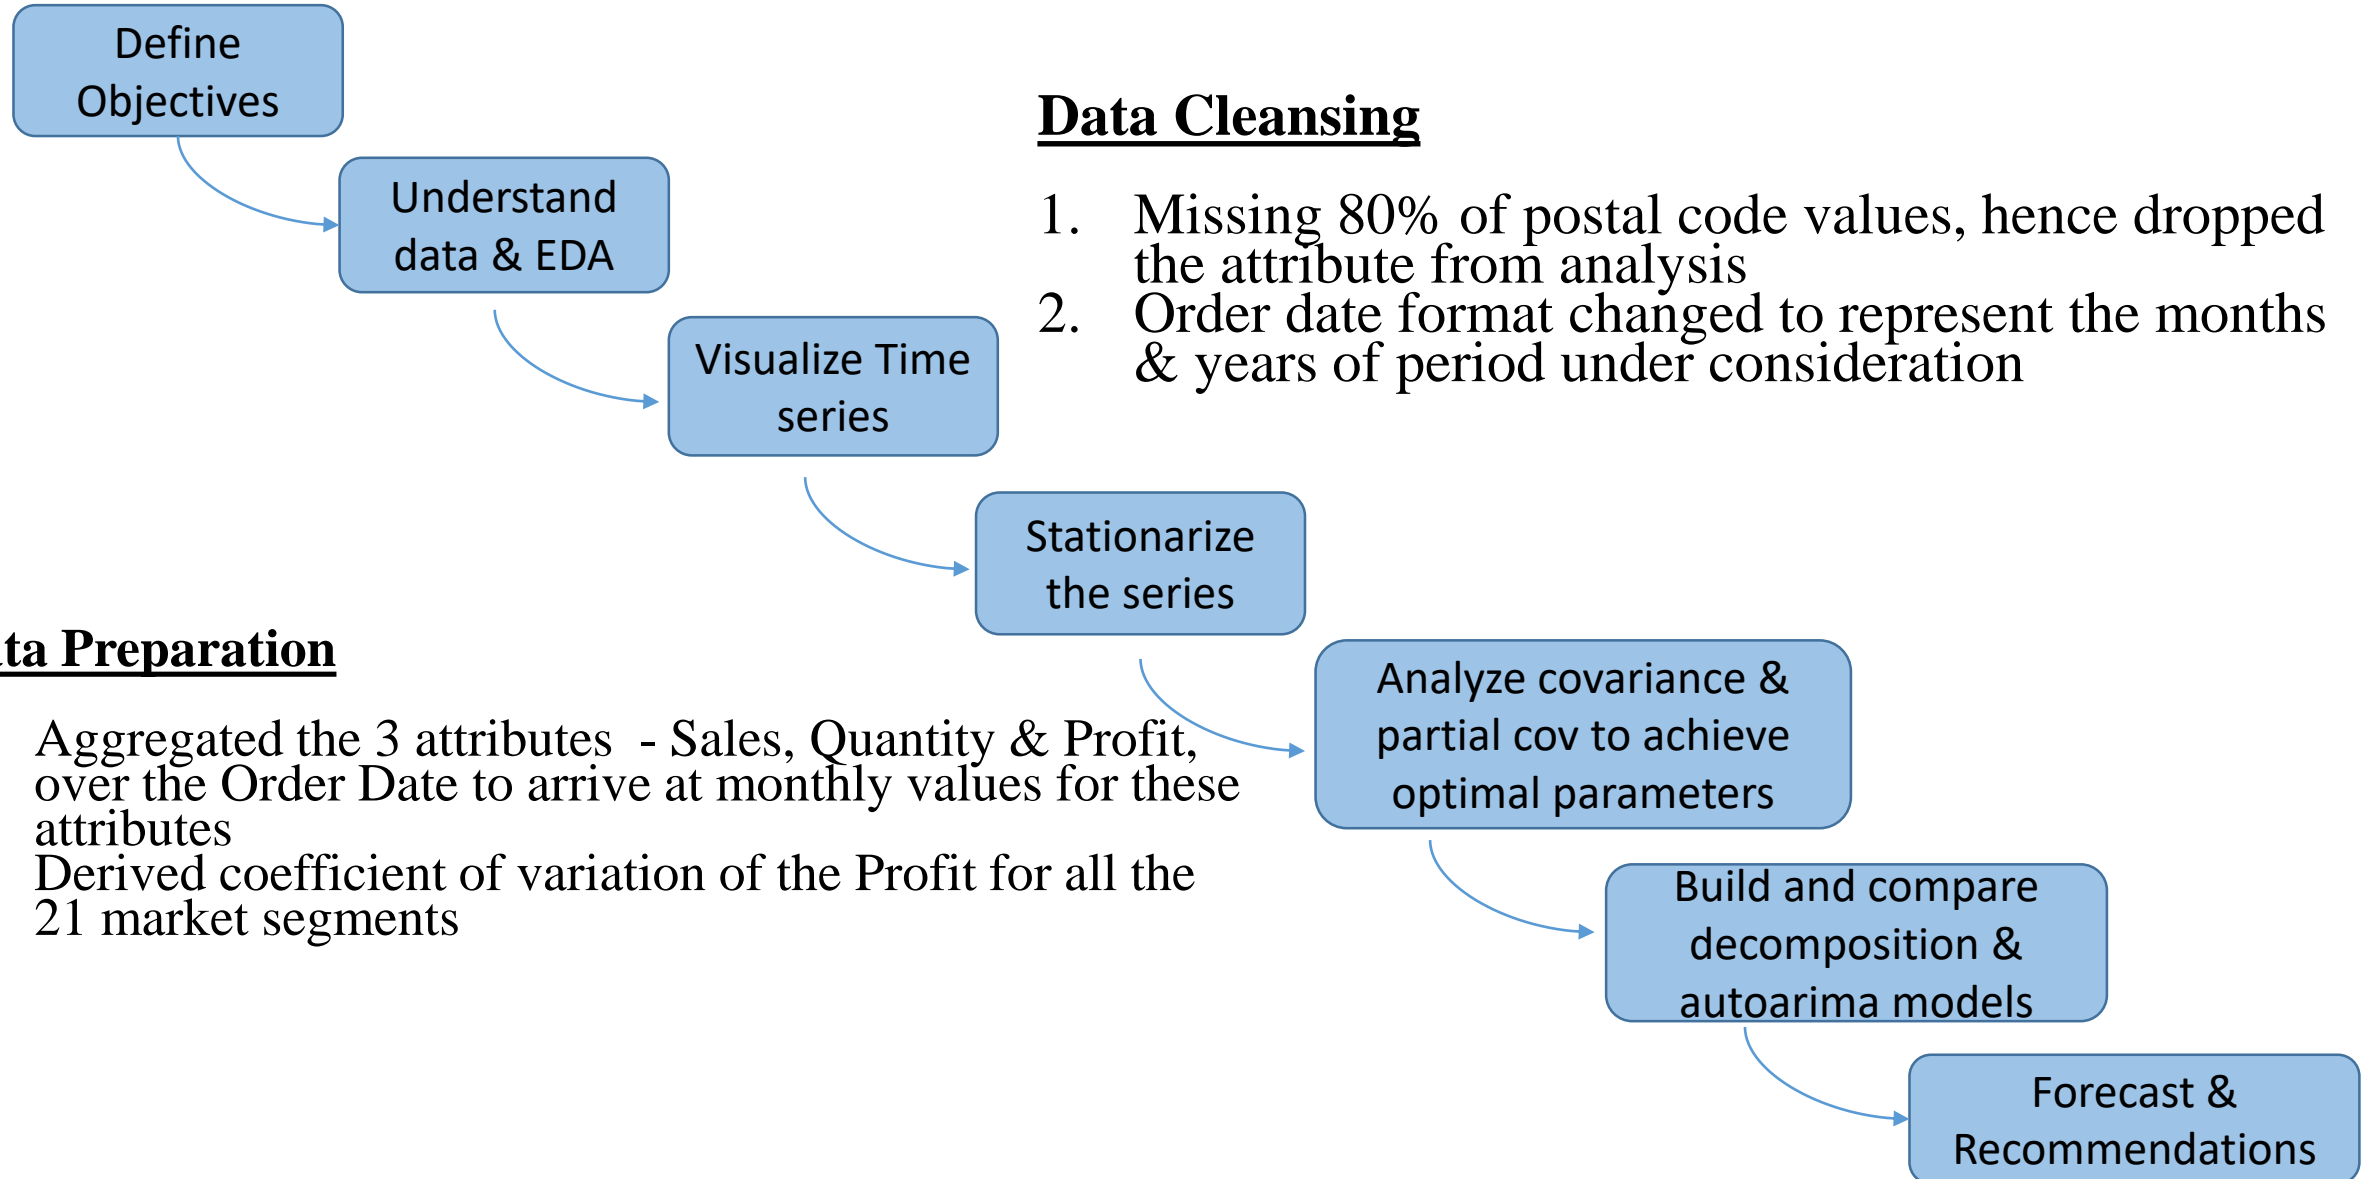 Define
Objectives
Understand
data & EDA
Visualize Time
series
Stationarize
the series
Analyze covariance &
partial cov to achieve
optimal parameters
Build and compare
decomposition &
autoarima models
Forecast &
Recommendations
Data Cleansing
1. Missing 80% of postal code values, hence dropped
the attribute from analysis
2. Order date format changed to represent the months
& years of period under consideration
ta Preparation
Aggregated the 3 attributes - Sales, Quantity & Profit,
over the Order Date to arrive at monthly values for these
attributes
Derived coefficient of variation of the Profit for all the
21 market segments